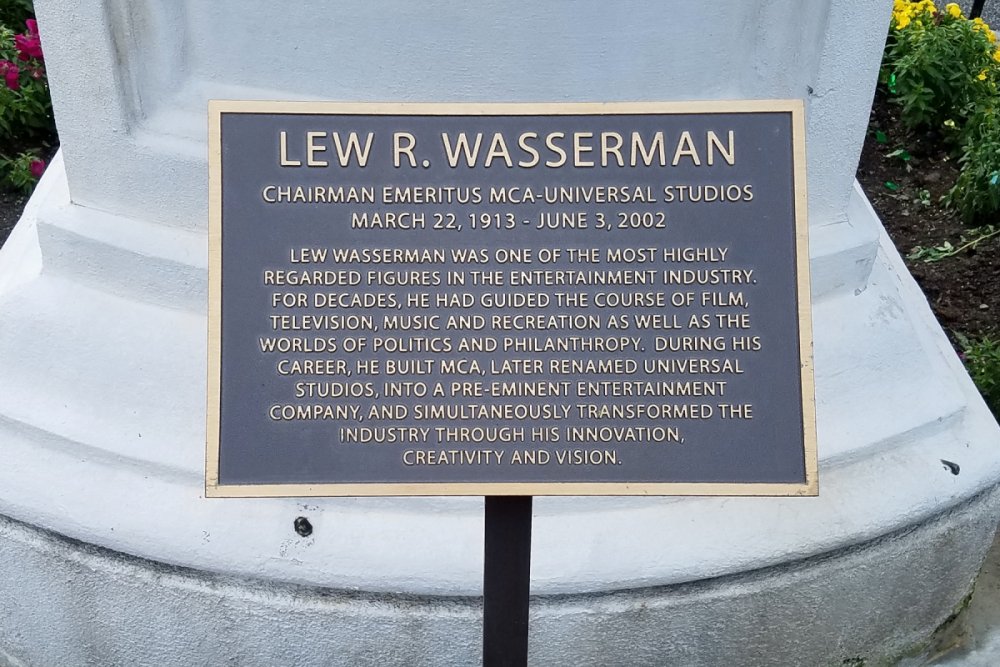 LEW R. WASSERMAN
CHAIRMAN EMERITUS MCA-UNIVERSAL STUDIOS
MARCH 22, 1913 - JUNE 3, 2002
LEW WASSERMAN WAS ONE OF THE MOST HIGHLY
REGARDED FIGURES IN THE ENTERTAINMENT INDUSTRY.
FOR DECADES, HE HAD GUIDED THE COURSE OF FILM,
TELEVISION, MUSIC AND RECREATION AS WELL AS THE
WORLDS OF POLITICS AND PHILANTHROPY. DURING HIS
CAREER, HE BUILT MCA, LATER RENAMED UNIVERSAL
STUDIOS, INTO A PRE-EMINENT ENTERTAINMENT
COMPANY, AND SIMULTANEOUSLY TRANSFORMED THE
INDUSTRY THROUGH HIS INNOVATION,
CREATIVITY AND VISION.